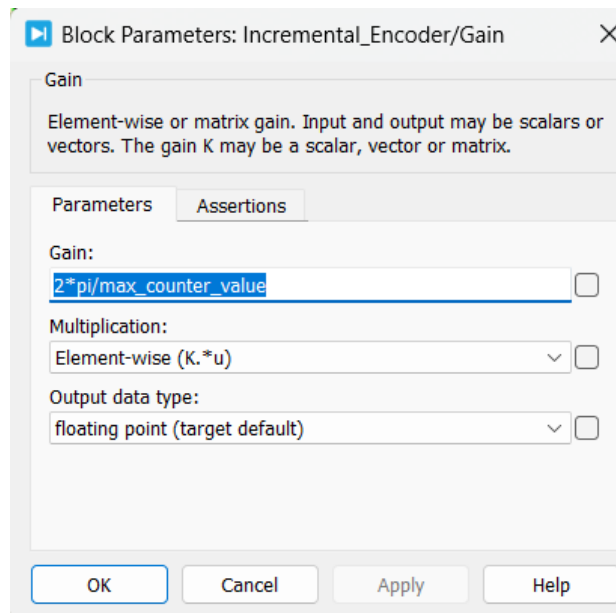 Block Parameters: Incremental_Encoder/Gain
Gain
Element-wise or matrix gain. Input and output may be scalars or
vectors. The gain K may be a scalar, vector or matrix.
Parameters
Assertions
Gain:
2*pi/max_counter_value
Multiplication:
Element-wise (K.*u)
Output data type:
floating point (target default)
OK
Cancel
Apply
Help